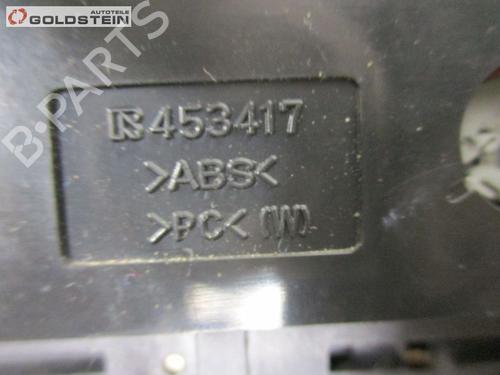 AUTOTEILE
GOLDSTEIN
B-PARTS
453417
>ABS<
>PC< (W)